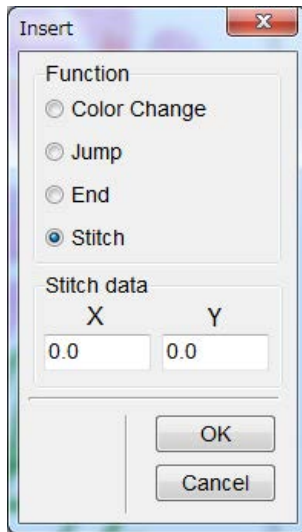 Insert
Function
Color Change
Jump
End
Stitch
Stitch data
X Y
0.0 0.0
OK
Cancel